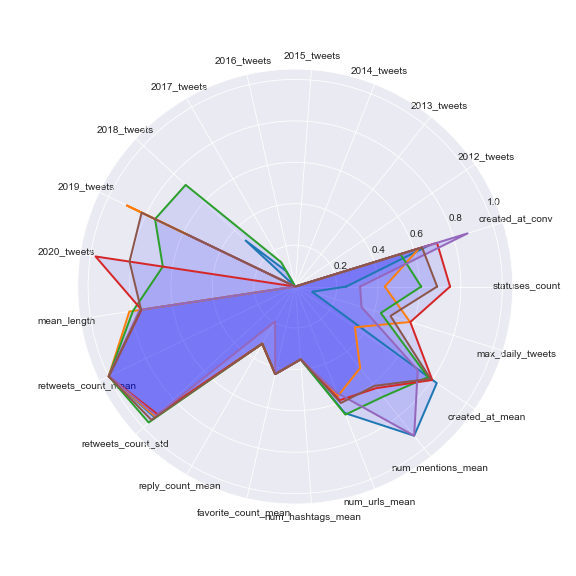 2015_tweets
2016_tweets
2014_tweets
2017_tweets
2013_tweets
2018_tweets
2012_tweets
2019_tweets
1.0
0.8
created_at_conv
0.6
0.4
0.2
2020_tweets
statuses_count
mean_length
max_daily_tweets
retweets_count_mean
created_at_mean
retweets_count_std
num_mentions_mean
reply_count_mean
num_urls_mean
favorite_count_mean
num_hashtags_mean